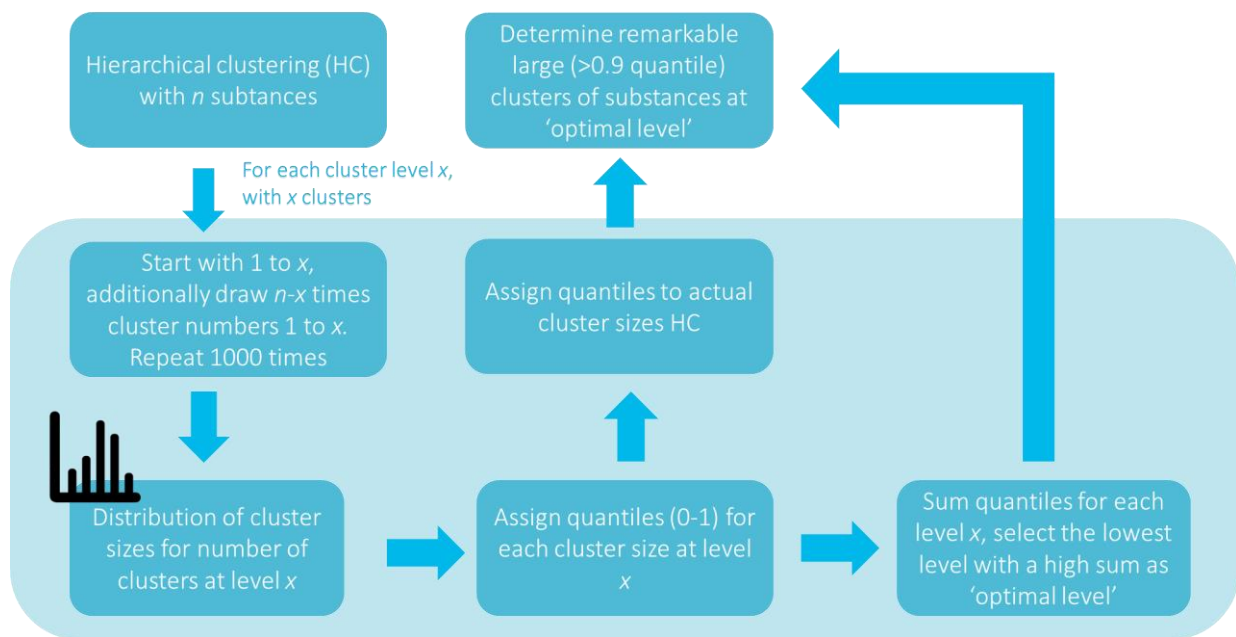 Hierarchical clustering (HC)
with n subtances
For each cluster level x,
with x clusters
Start with 1 to x,
additionally draw n-x times
cluster numbers 1 to x.
Repeat 1000 times
Distribution of cluster
sizes for number of
clusters at level x
Assign quantiles (0-1) for
each cluster size at level
x
Assign quantiles to actual
cluster sizes HC
Determine remarkable
large (>0.9 quantile)
clusters of substances at
‘optimal level’
Sum quantiles for each
level x, select the lowest
level with a high sum as
‘optimal level’